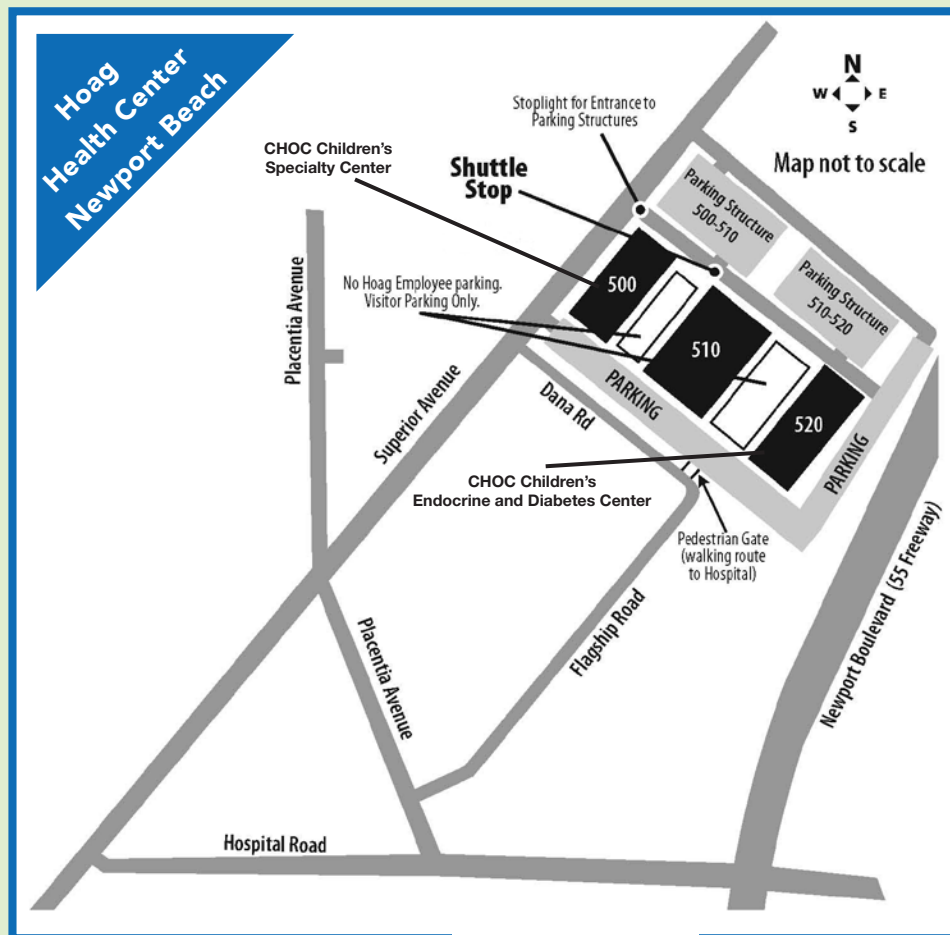 Hoag
Health Center
Newport Beach
N
W E
S
Map not to scale
Stoplight for Entrance to
Parking Structures
CHOC Children's
Specialty Center
Shuttle
Stop
Parking Structure
500-510
Parking Structure
510-520
No Hoag Employee parking.
Visitor Parking Only.
500
510
520
PARKING
PARKING
Placentia Avenue
Superior Avenue
Dana Rd
CHOC Children's
Endocrine and Diabetes Center
Pedestrian Gate
(walking route
to Hospital)
Flagship Road
Newport Boulevard (55 Freeway)
Placentia Avenue
Hospital Road